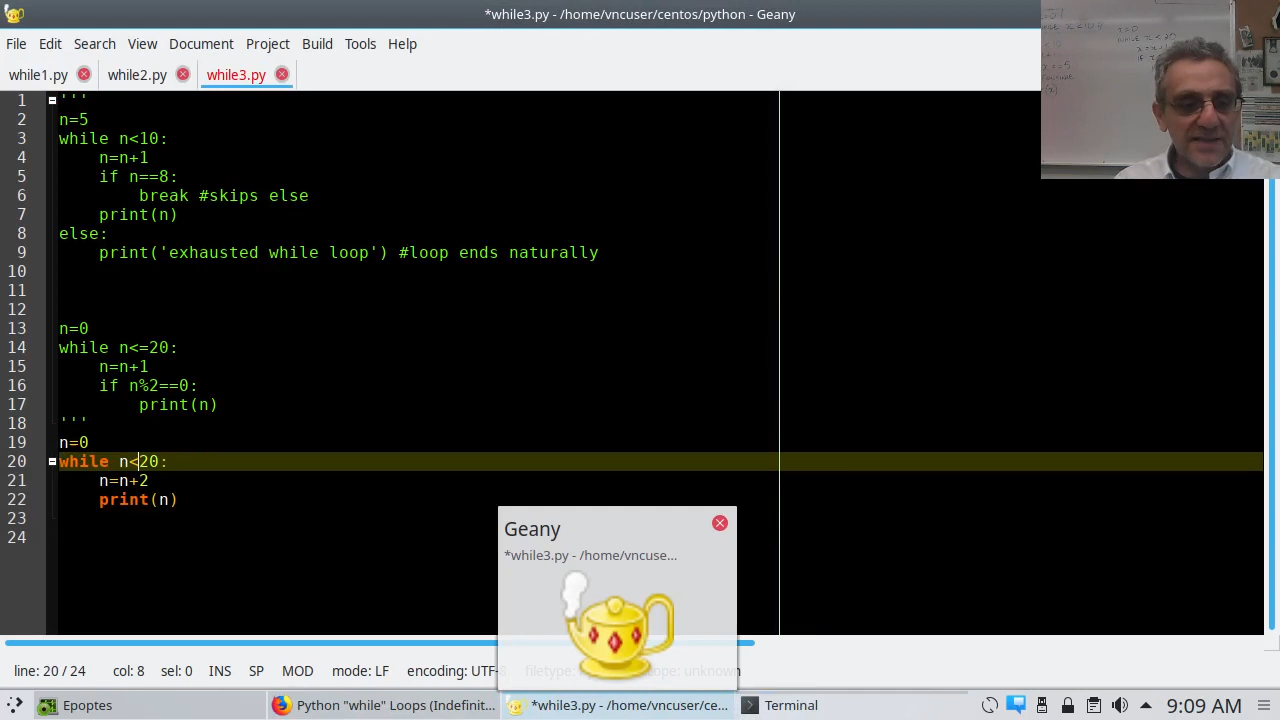 *while3.py - /home/vncuser/centos/python - Geany
File Edit Search View Document Project Build Tools Help
while1.py while2.py while3.py
1 '''
2 n=5
3 while n<10:
4 n=n+1
5 if n==8:
6 break #skips else
7 print(n)
8 else:
9 print('exhausted while loop') #loop ends naturally
10
11
12
13 n=0
14 while n<=20:
15 n=n+1
16 if n%2==0:
17 print(n)
18 '''
19 n=0
20 while n<20:
21 n=n+2
22 print(n)
23
24
Geany
*while3.py - /home/vncuse...
line: 20 / 24 col: 8 sel: 0 INS SP MOD mode: LF encoding: UTF-8 unknown
Epoptes Python "while" Loops (Indefinit... *while3.py - /home/vncuser/ce... Terminal 9:09 AM